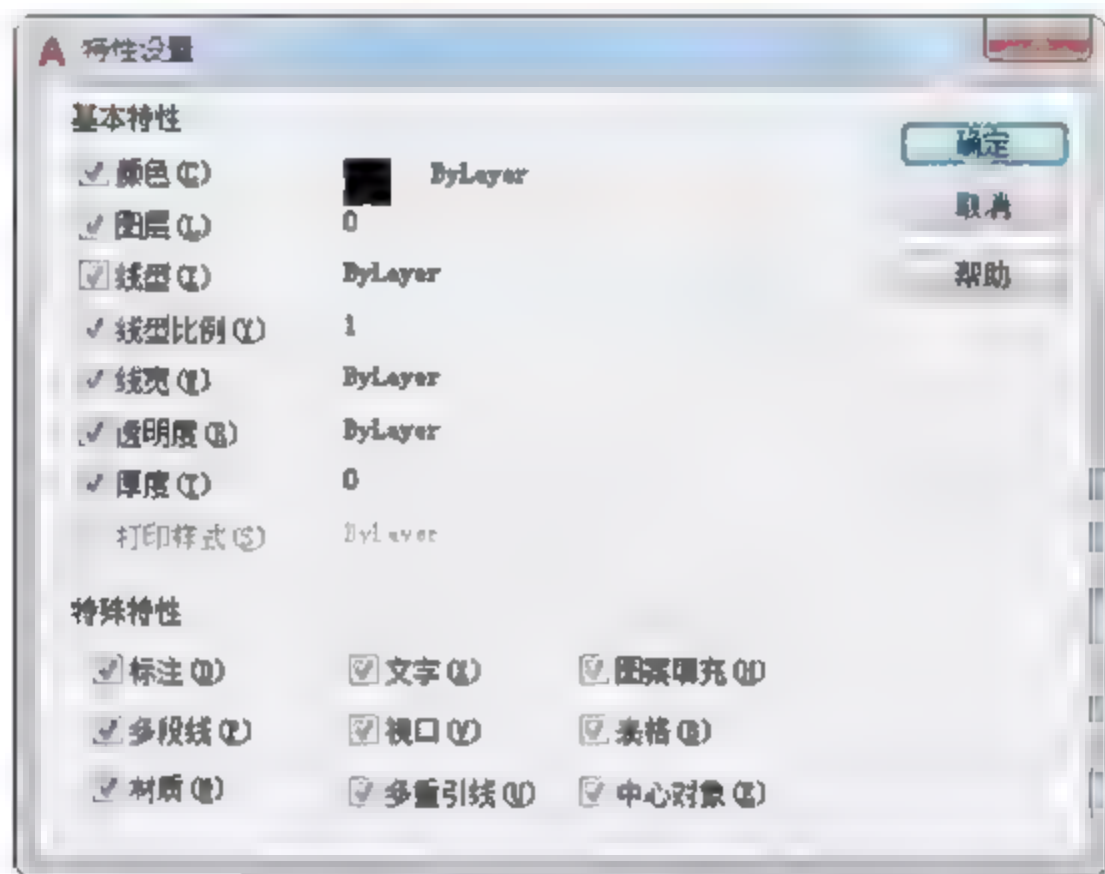 特性设置
基本特性
确定
颜色(C) ByLayer
图层(L) 0
取消
线型(I) ByLayer
帮助
线型比例(Y) 1
线宽(W) ByLayer
透明度(R) ByLayer
厚度(T) 0
打印样式(S) ByLayer
特殊特性
标注(D) 文字(X) 图案填充(H)
多段线(P) 视口(V) 表格(B)
材质(M) 多重引线(U) 中心对象(E)